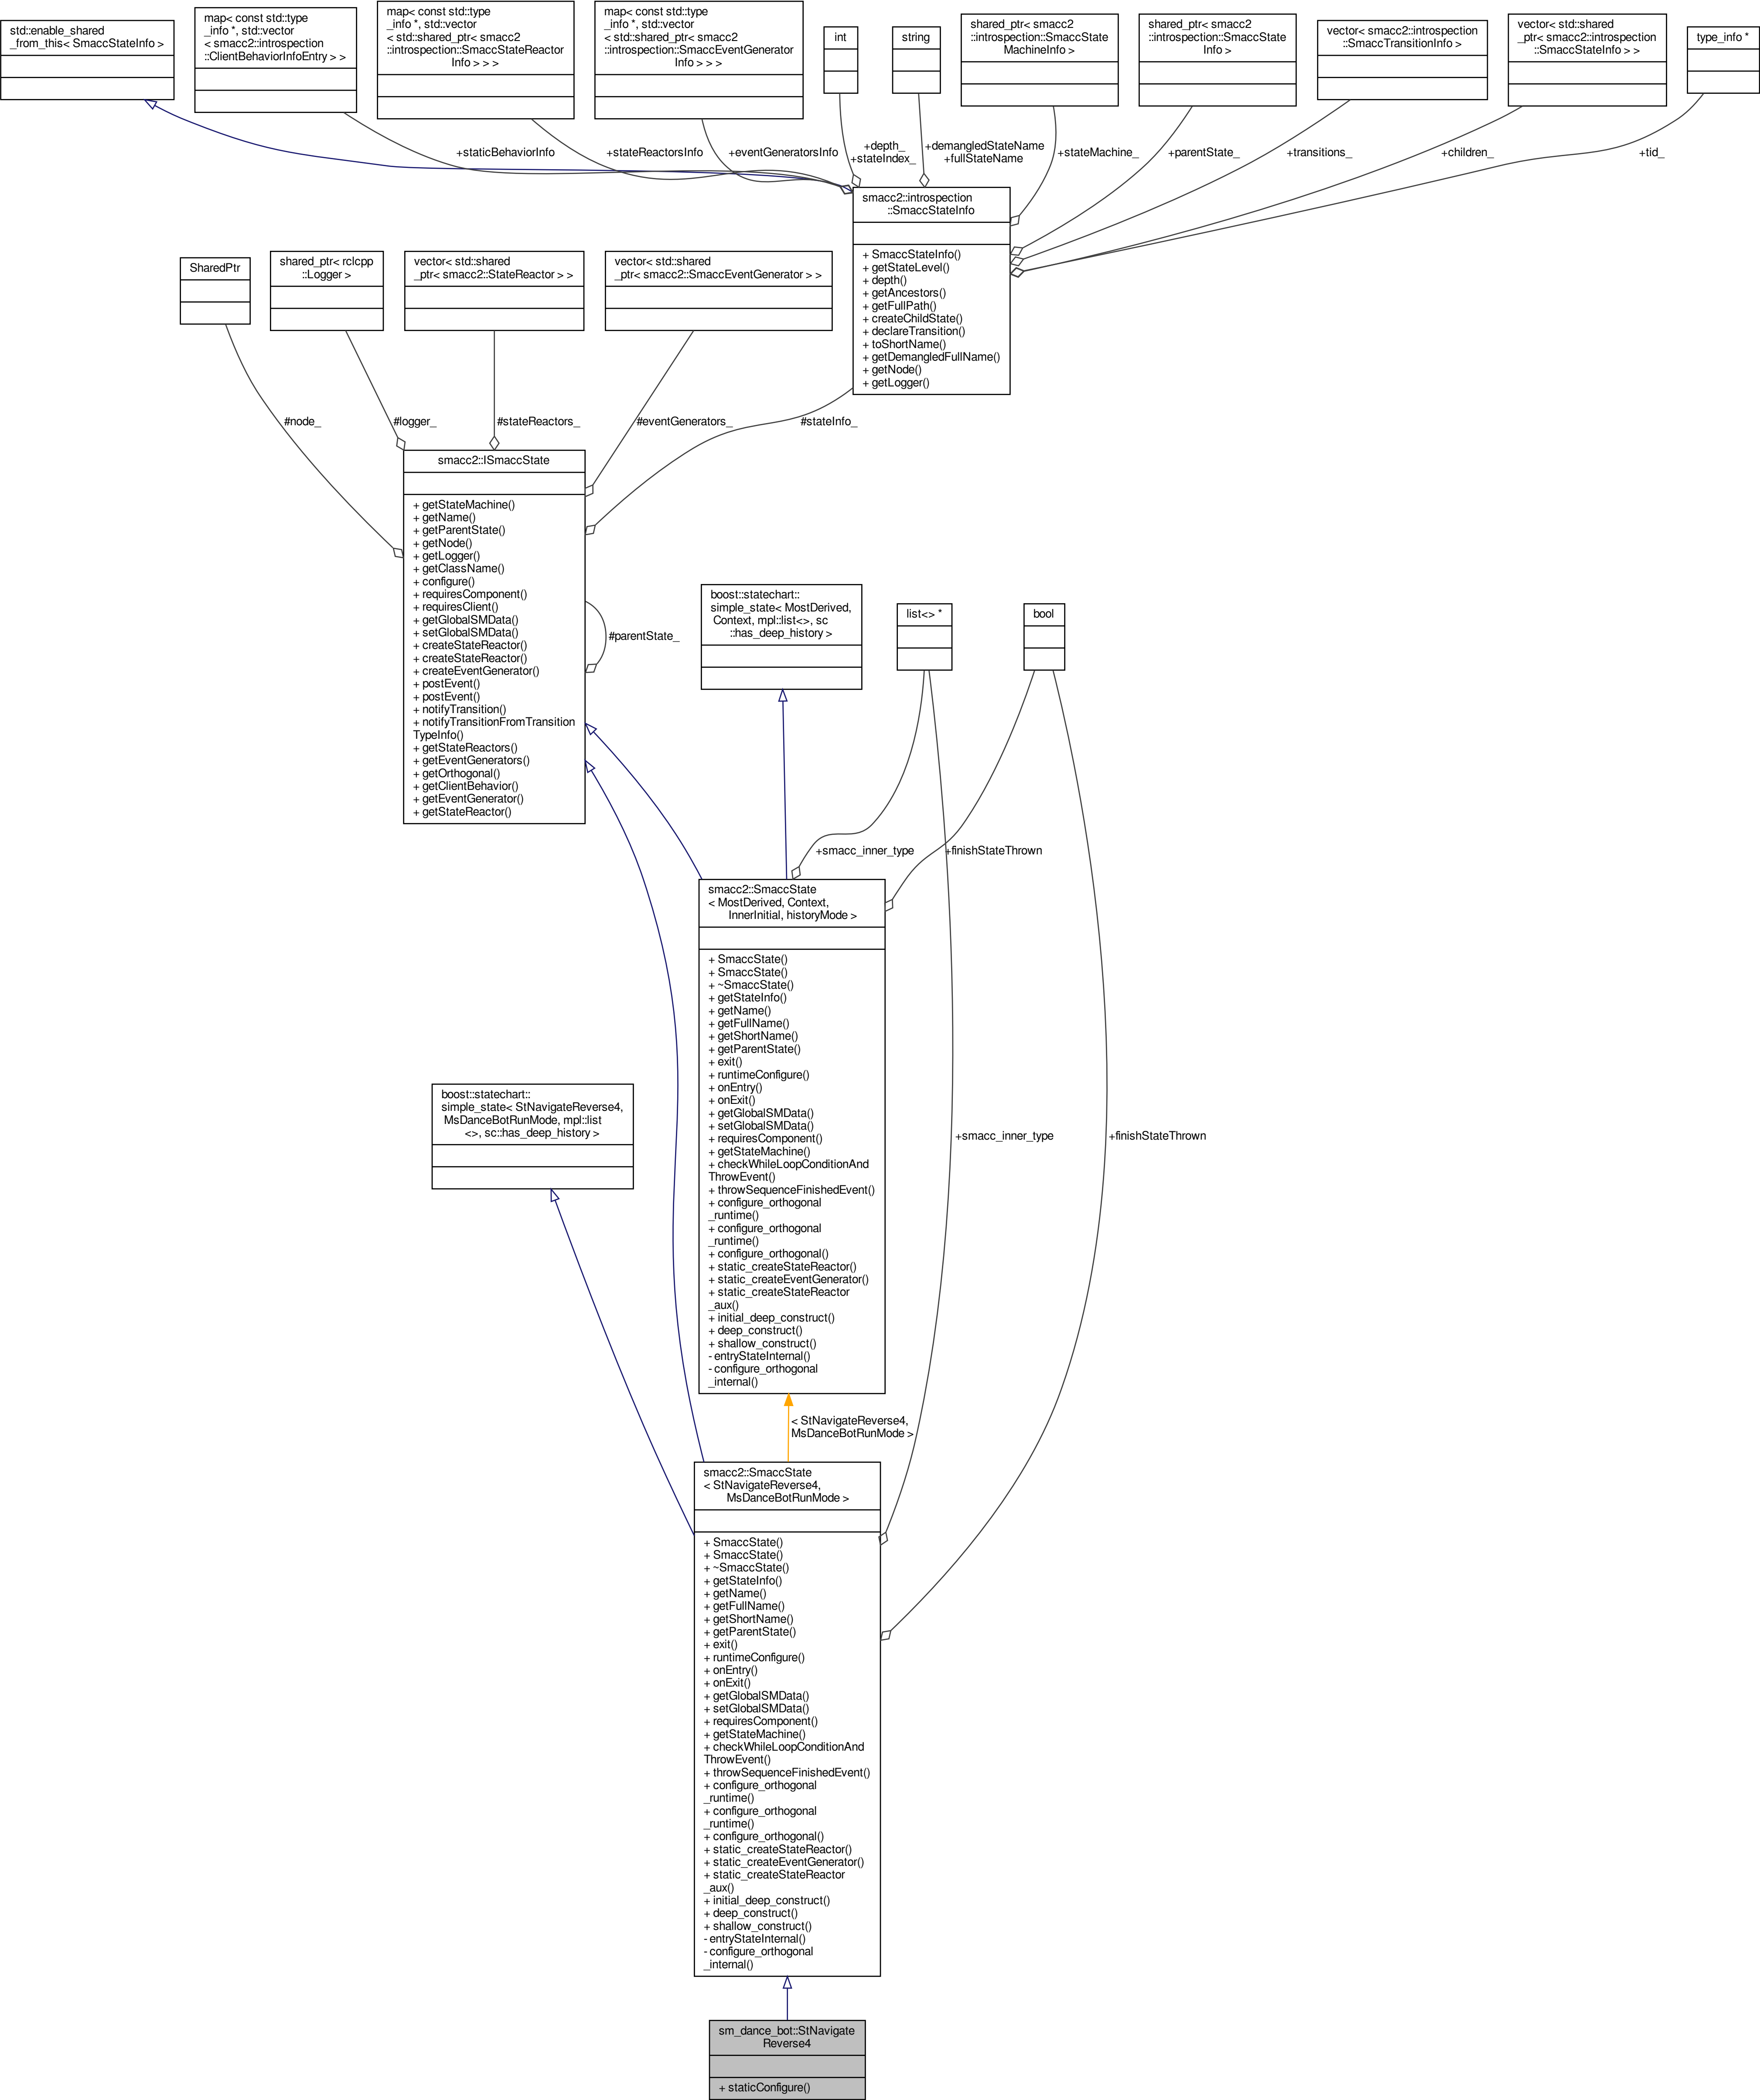 std::enable_shared
_from_this< SmaccStateInfo >
map< const std::type
_info *, std::vector
< smacc2::introspection
::ClientBehaviorInfoEntry > >
map< const std::type
_info *, std::vector
< std::shared_ptr< smacc2
::introspection::SmaccStateReactor
Info > > >
map< const std::type
_info *, std::vector
< std::shared_ptr< smacc2
::introspection::SmaccEventGenerator
Info > > >
int
string
shared_ptr< smacc2
::introspection::SmaccState
MachineInfo >
shared_ptr< smacc2
::introspection::SmaccState
Info >
vector< smacc2::introspection
::SmaccTransitionInfo >
vector< std::shared
_ptr< smacc2::introspection
::SmaccStateInfo > >
type_info *
+staticBehaviorInfo
+stateReactorsInfo
+eventGeneratorsInfo
+depth_
+stateIndex_
+demangledStateName
+fullStateName
+stateMachine_
+parentState_
+transitions_
+children_
+tid_
smacc2::introspection
::SmaccStateInfo
+ SmaccStateInfo()
+ getStateLevel()
+ depth()
+ getAncestors()
+ getFullPath()
+ createChildState()
+ declareTransition()
+ toShortName()
+ getDemangledFullName()
+ getNode()
+ getLogger()
SharedPtr
shared_ptr< rclcpp
::Logger >
vector< std::shared
_ptr< smacc2::StateReactor > >
vector< std::shared
_ptr< smacc2::SmaccEventGenerator > >
#node_
#logger_
#stateReactors_
#eventGenerators_
#stateInfo_
smacc2::ISmaccState
+ getStateMachine()
+ getName()
+ getParentState()
+ getNode()
+ getLogger()
+ getClassName()
+ configure()
+ requiresComponent()
+ requiresClient()
+ getGlobalSMData()
+ setGlobalSMData()
+ createStateReactor()
+ createStateReactor()
+ createEventGenerator()
+ postEvent()
+ postEvent()
+ notifyTransition()
+ notifyTransitionFromTransition
TypeInfo()
+ getStateReactors()
+ getEventGenerators()
+ getOrthogonal()
+ getClientBehavior()
+ getEventGenerator()
+ getStateReactor()
#parentState_
boost::statechart::
simple_state< MostDerived,
Context, mpl::list<>, sc
::has_deep_history >
list<> *
bool
+smacc_inner_type
+finishStateThrown
smacc2::SmaccState
< MostDerived, Context,
InnerInitial, historyMode >
+ SmaccState()
+ SmaccState()
+ ~SmaccState()
+ getStateInfo()
+ getName()
+ getFullName()
+ getShortName()
+ getParentState()
+ exit()
+ runtimeConfigure()
+ onEntry()
+ onExit()
+ getGlobalSMData()
+ setGlobalSMData()
+ requiresComponent()
+ getStateMachine()
+ checkWhileLoopConditionAnd
ThrowEvent()
+ throwSequenceFinishedEvent()
+ configure_orthogonal
_runtime()
+ configure_orthogonal
_runtime()
+ configure_orthogonal()
+ static_createStateReactor()
+ static_createEventGenerator()
+ static_createStateReactor
_aux()
+ initial_deep_construct()
+ deep_construct()
+ shallow_construct()
- entryStateInternal()
- configure_orthogonal
_internal()
boost::statechart::
simple_state< StNavigateReverse4,
MsDanceBotRunMode, mpl::list
<>, sc::has_deep_history >
+smacc_inner_type
+finishStateThrown
< StNavigateReverse4,
MsDanceBotRunMode >
smacc2::SmaccState
< StNavigateReverse4,
MsDanceBotRunMode >
+ SmaccState()
+ SmaccState()
+ ~SmaccState()
+ getStateInfo()
+ getName()
+ getFullName()
+ getShortName()
+ getParentState()
+ exit()
+ runtimeConfigure()
+ onEntry()
+ onExit()
+ getGlobalSMData()
+ setGlobalSMData()
+ requiresComponent()
+ getStateMachine()
+ checkWhileLoopConditionAnd
ThrowEvent()
+ throwSequenceFinishedEvent()
+ configure_orthogonal
_runtime()
+ configure_orthogonal
_runtime()
+ configure_orthogonal()
+ static_createStateReactor()
+ static_createEventGenerator()
+ static_createStateReactor
_aux()
+ initial_deep_construct()
+ deep_construct()
+ shallow_construct()
- entryStateInternal()
- configure_orthogonal
_internal()
sm_dance_bot::StNavigate
Reverse4
+ staticConfigure()